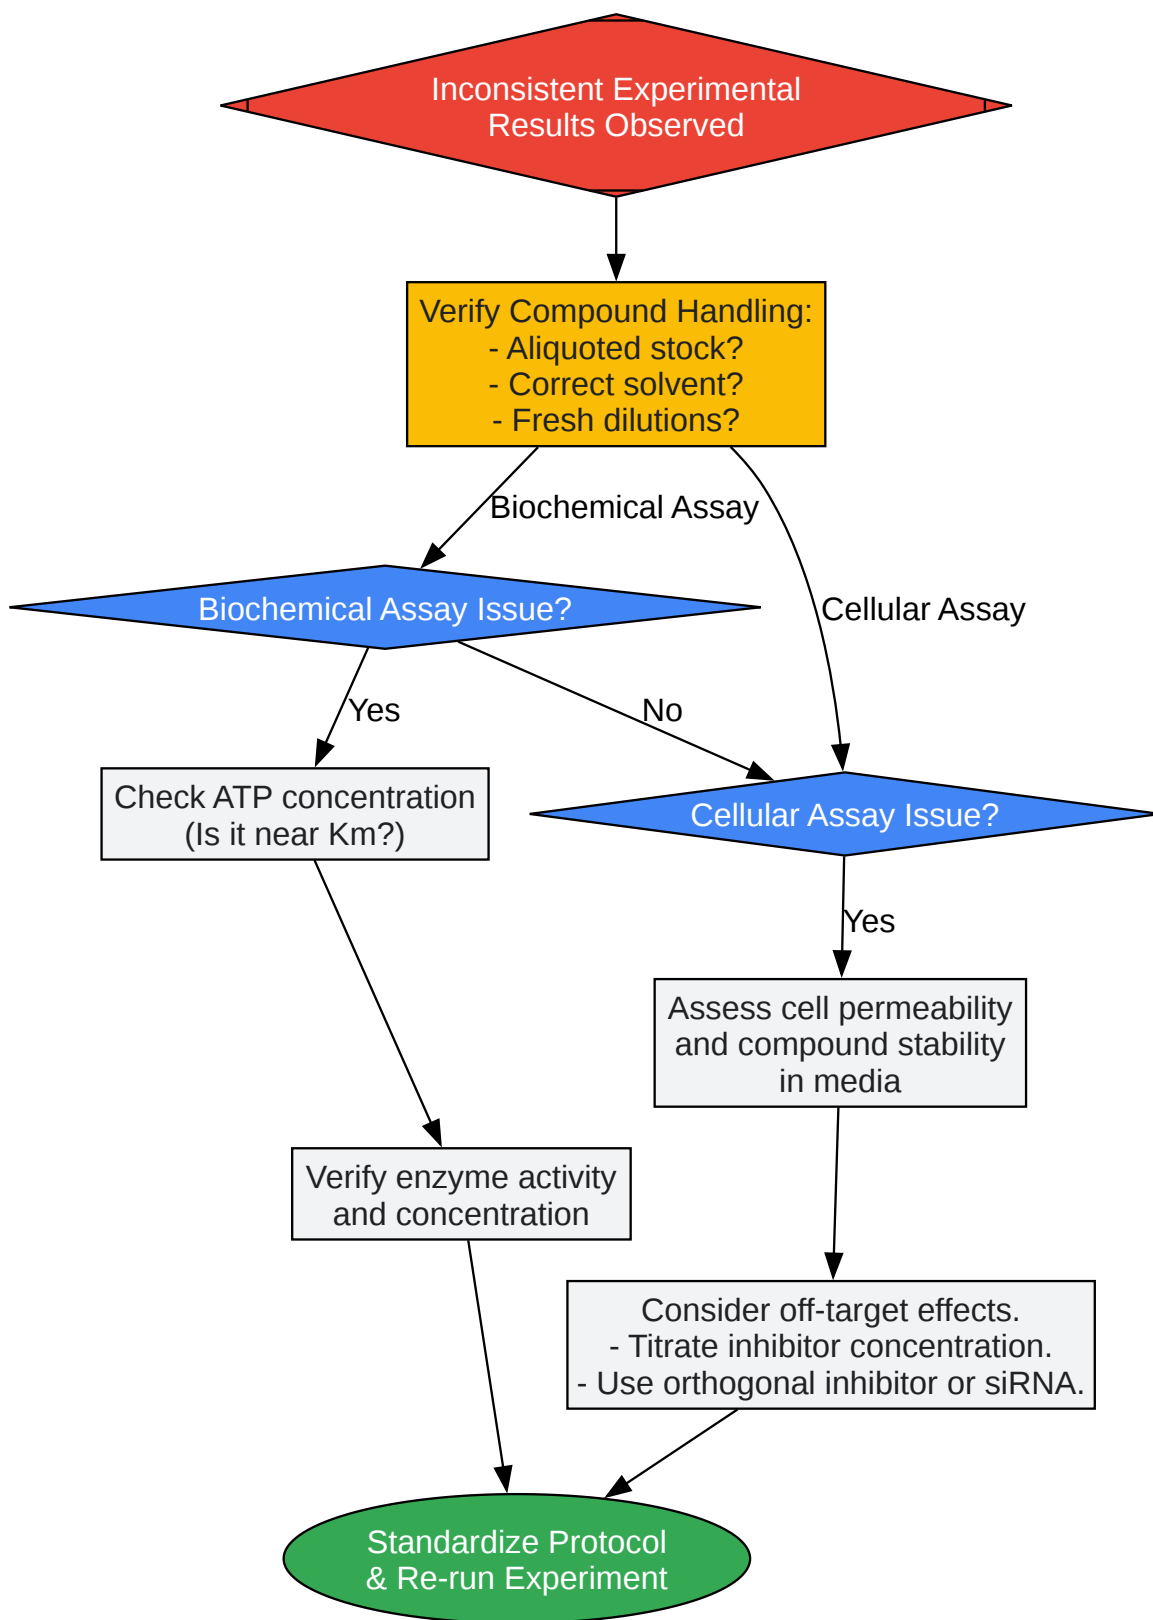 Inconsistent Experimental
Results Observed
Verify Compound Handling:
- Aliquoted stock?
- Correct solvent?
- Fresh dilutions?
Biochemical Assay
Biochemical Assay Issue?
Cellular Assay
Yes
No
Check ATP concentration
(Is it near Km?)
Cellular Assay Issue?
Yes
Assess cell permeability
and compound stability
in media
Verify enzyme activity
and concentration
Consider off-target effects.
- Titrate inhibitor concentration.
- Use orthogonal inhibitor or siRNA.
Standardize Protocol
& Re-run Experiment